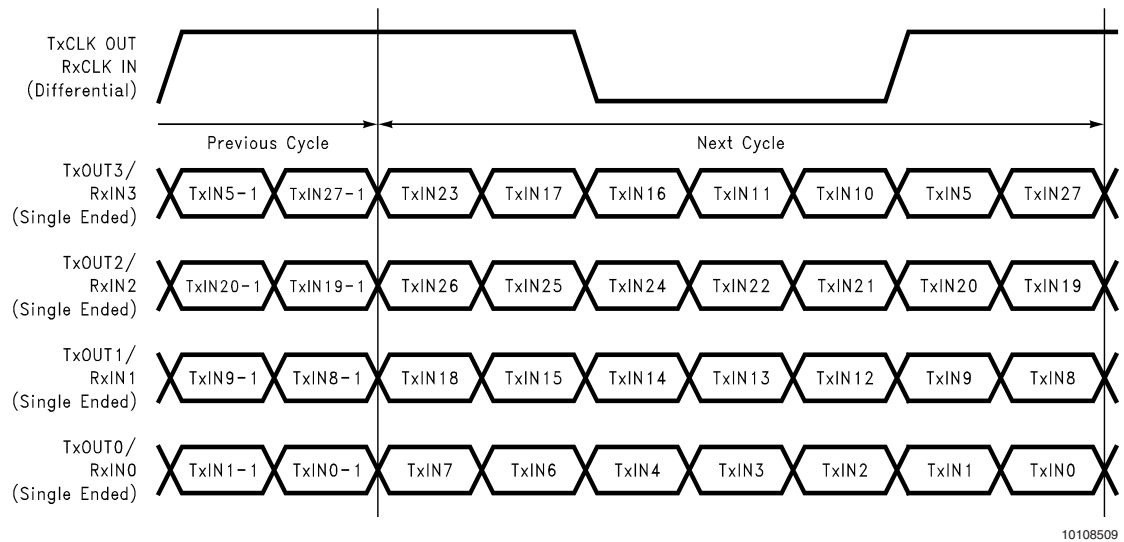 TxCLK OUT
RxCLK IN
(Differential)
Previous Cycle
Next Cycle
TxOUT3/
RxIN3
(Single Ended)
TxIN5-1 TxIN27-1 TxIN23 TxIN17 TxIN16 TxIN11 TxIN10 TxIN5 TxIN27
TxOUT2/
RxIN2
(Single Ended)
TxIN20-1 TxIN19-1 TxIN26 TxIN25 TxIN24 TxIN22 TxIN21 TxIN20 TxIN19
TxOUT1/
RxIN1
(Single Ended)
TxIN9-1 TxIN8-1 TxIN18 TxIN15 TxIN14 TxIN13 TxIN12 TxIN9 TxIN8
TxOUT0/
RxIN0
(Single Ended)
TxIN1-1 TxIN0-1 TxIN7 TxIN6 TxIN4 TxIN3 TxIN2 TxIN1 TxIN0
10108509